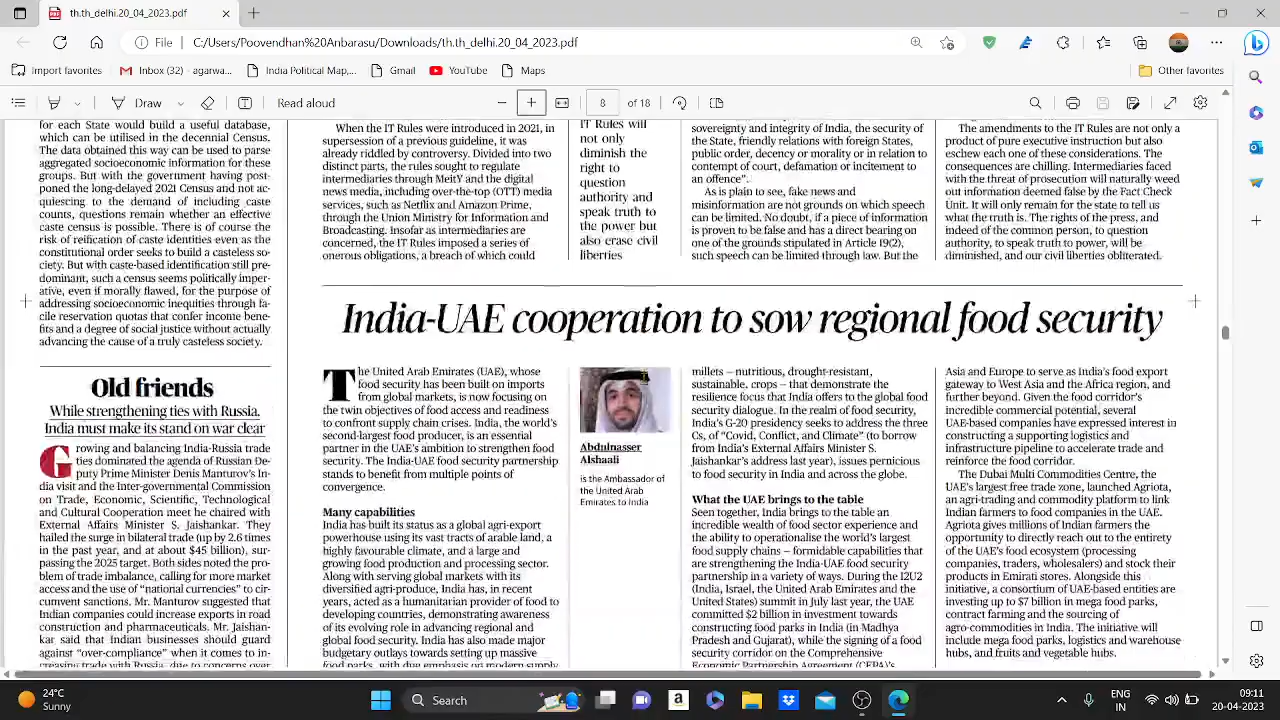 th.th_delhi.20_04_2023.pdf
File
C:/Users/Poovendhan%20Anbarasu/Downloads/th.th_delhi.20_04_2023.pdf
Import favorites
Inbox (32) - agarwa...
India Political Map,...
Gmail
YouTube
Maps
Other favorites
Draw
Read aloud
8
of 18
for each State would build a useful database,
which can be utilised in the decennial Census.
The data obtained this way can be used to parse
aggregated socioeconomic information for these
groups. But with the government having post-
poned the long-delayed 2021 Census and not ac-
quiescing to the demand of including caste
counts, questions remain whether an effective
caste census is possible. There is of course the
risk of reification of caste identities even as the
constitutional order seeks to build a casteless so-
ciety. But with caste-based identification still pre-
dominant, such a census seems politically imper-
ative, even if morally flawed, for the purpose of
addressing socioeconomic inequities through fa-
cile reservation quotas that confer income bene-
fits and a degree of social justice without actually
advancing the cause of a truly casteless society.
Old friends
While strengthening ties with Russia,
India must make its stand on war clear
Growing and balancing India-Russia trade
ties dominated the agenda of Russian De-
puty Prime Minister Denis Manturov's In-
dia visit and the Inter-governmental Commission
on Trade, Economic, Scientific, Technological
and Cultural Cooperation meet he chaired with
External Affairs Minister S. Jaishankar. They
hailed the surge in bilateral trade (up by 2.6 times
in the past year, and at about $45 billion), sur-
passing the 2025 target. Both sides noted the pro-
blem of trade imbalance, calling for more market
access and the use of "national currencies" to cir-
cumvent sanctions. Mr. Manturov suggested that
Indian companies could increase exports in road
construction and pharmaceuticals. Mr. Jaishan-
kar said that Indian businesses should guard
against "over-compliance" when it comes to in-
creasing trade with Russia, due to concerns over
When the IT Rules were introduced in 2021, in
supersession of a previous guideline, it was
already riddled by controversy. Divided into two
distinct parts, the rules sought to regulate
intermediaries through MeitY and the digital
news media, including over-the-top (OTT) media
services, such as Netflix and Amazon Prime,
through the Union Ministry for Information and
Broadcasting. Insofar as intermediaries are
concerned, the IT Rules imposed a series of
onerous obligations, a breach of which could
IT Rules will
not only
diminish the
right to
question
authority and
speak truth to
the power but
also erase civil
liberties
sovereignty and integrity of India, the security of
the State, friendly relations with foreign States,
public order, decency or morality or in relation to
contempt of court, defamation or incitement to
an offence".
As is plain to see, fake news and
misinformation are not grounds on which speech
can be limited. No doubt, if a piece of information
is proven to be false and has a direct bearing on
one of the grounds stipulated in Article 19(2),
such speech can be limited through law. But the
The amendments to the IT Rules are not only a
product of pure executive instruction but also
eschew each one of these considerations. The
consequences are chilling. Intermediaries faced
with the threat of prosecution will naturally weed
out information deemed false by the Fact Check
Unit. It will only remain for the state to tell us
what the truth is. The rights of the press, and
indeed of the common person, to question
authority, to speak truth to power, will be
diminished, and our civil liberties obliterated.
India-UAE cooperation to sow regional food security
The United Arab Emirates (UAE), whose
food security has been built on imports
from global markets, is now focusing on
the twin objectives of food access and readiness
to confront supply chain crises. India, the world's
second-largest food producer, is an essential
partner in the UAE's ambition to strengthen food
security. The India-UAE food security partnership
stands to benefit from multiple points of
convergence.
Many capabilities
India has built its status as a global agri-export
powerhouse using its vast tracts of arable land, a
highly favourable climate, and a large and
growing food production and processing sector.
Along with serving global markets with its
diversified agri-produce, India has, in recent
years, acted as a humanitarian provider of food to
developing countries, demonstrating awareness
of its evolving role in advancing regional and
global food security. India has also made major
budgetary outlays towards setting up massive
food parks, with due emphasis on modern supply
Abdulnasser
Alshaali
is the Ambassador of
the United Arab
Emirates to India
millets — nutritious, drought-resistant,
sustainable, crops — that demonstrate the
resilience focus that India offers to the global food
security dialogue. In the realm of food security,
India's G-20 presidency seeks to address the three
Cs, of "Covid, Conflict, and Climate" (to borrow
from India's External Affairs Minister S.
Jaishankar's address last year), issues pernicious
to food security in India and across the globe.
What the UAE brings to the table
Seen together, India brings to the table an
incredible wealth of food sector experience and
the ability to operationalise the world's largest
food supply chains — formidable capabilities that
are strengthening the India-UAE food security
partnership in a variety of ways. During the I2U2
(India, Israel, the United Arab Emirates and the
United States) summit in July last year, the UAE
committed $2 billion in investment towards
constructing food parks in India (in Madhya
Pradesh and Gujarat), while the signing of a food
security corridor on the Comprehensive
Economic Partnership Agreement (CEPA)'s
Asia and Europe to serve as India's food export
gateway to West Asia and the Africa region, and
further beyond. Given the food corridor's
incredible commercial potential, several
UAE-based companies have expressed interest in
constructing a supporting logistics and
infrastructure pipeline to accelerate trade and
reinforce the food corridor.
The Dubai Multi Commodities Centre, the
UAE's largest free trade zone, launched Agriota,
an agri-trading and commodity platform to link
Indian farmers to food companies in the UAE.
Agriota gives millions of Indian farmers the
opportunity to directly reach out to the entirety
of the UAE's food ecosystem (processing
companies, traders, wholesalers) and stock their
products in Emirati stores. Alongside this
initiative, a consortium of UAE-based entities are
investing up to $7 billion in mega food parks,
contract farming and the sourcing of
agro-commodities in India. The initiative will
include mega food parks, logistics and warehouse
hubs, and fruits and vegetable hubs.
24°C
Sunny
Search
ENG
IN
09:11
20-04-2023